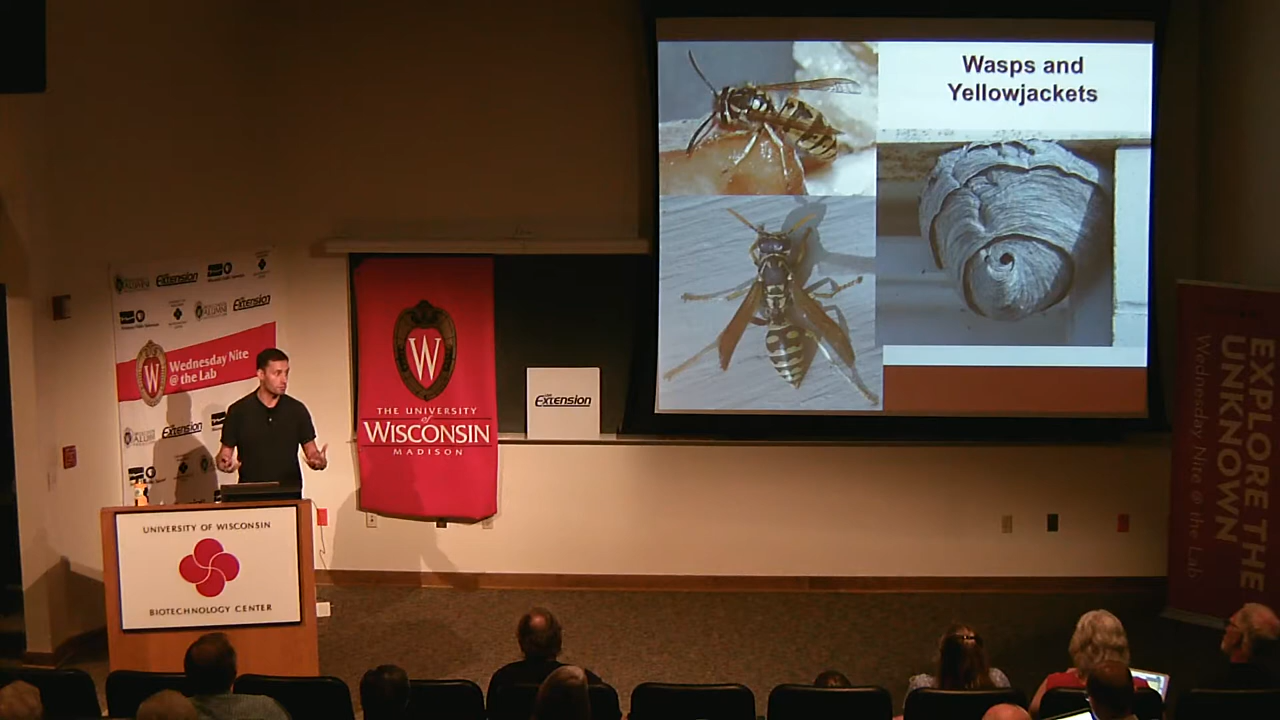 Wasps and
Yellowjackets
Extension
Extension
Wednesday Nite
@ the Lab
Extension
W
THE UNIVERSITY
of
WISCONSIN
MADISON
Extension
UNIVERSITY OF WISCONSIN
BIOTECHNOLOGY CENTER
EXPLORE THE
UNKNOWN
Wednesday Nite @ the Lab